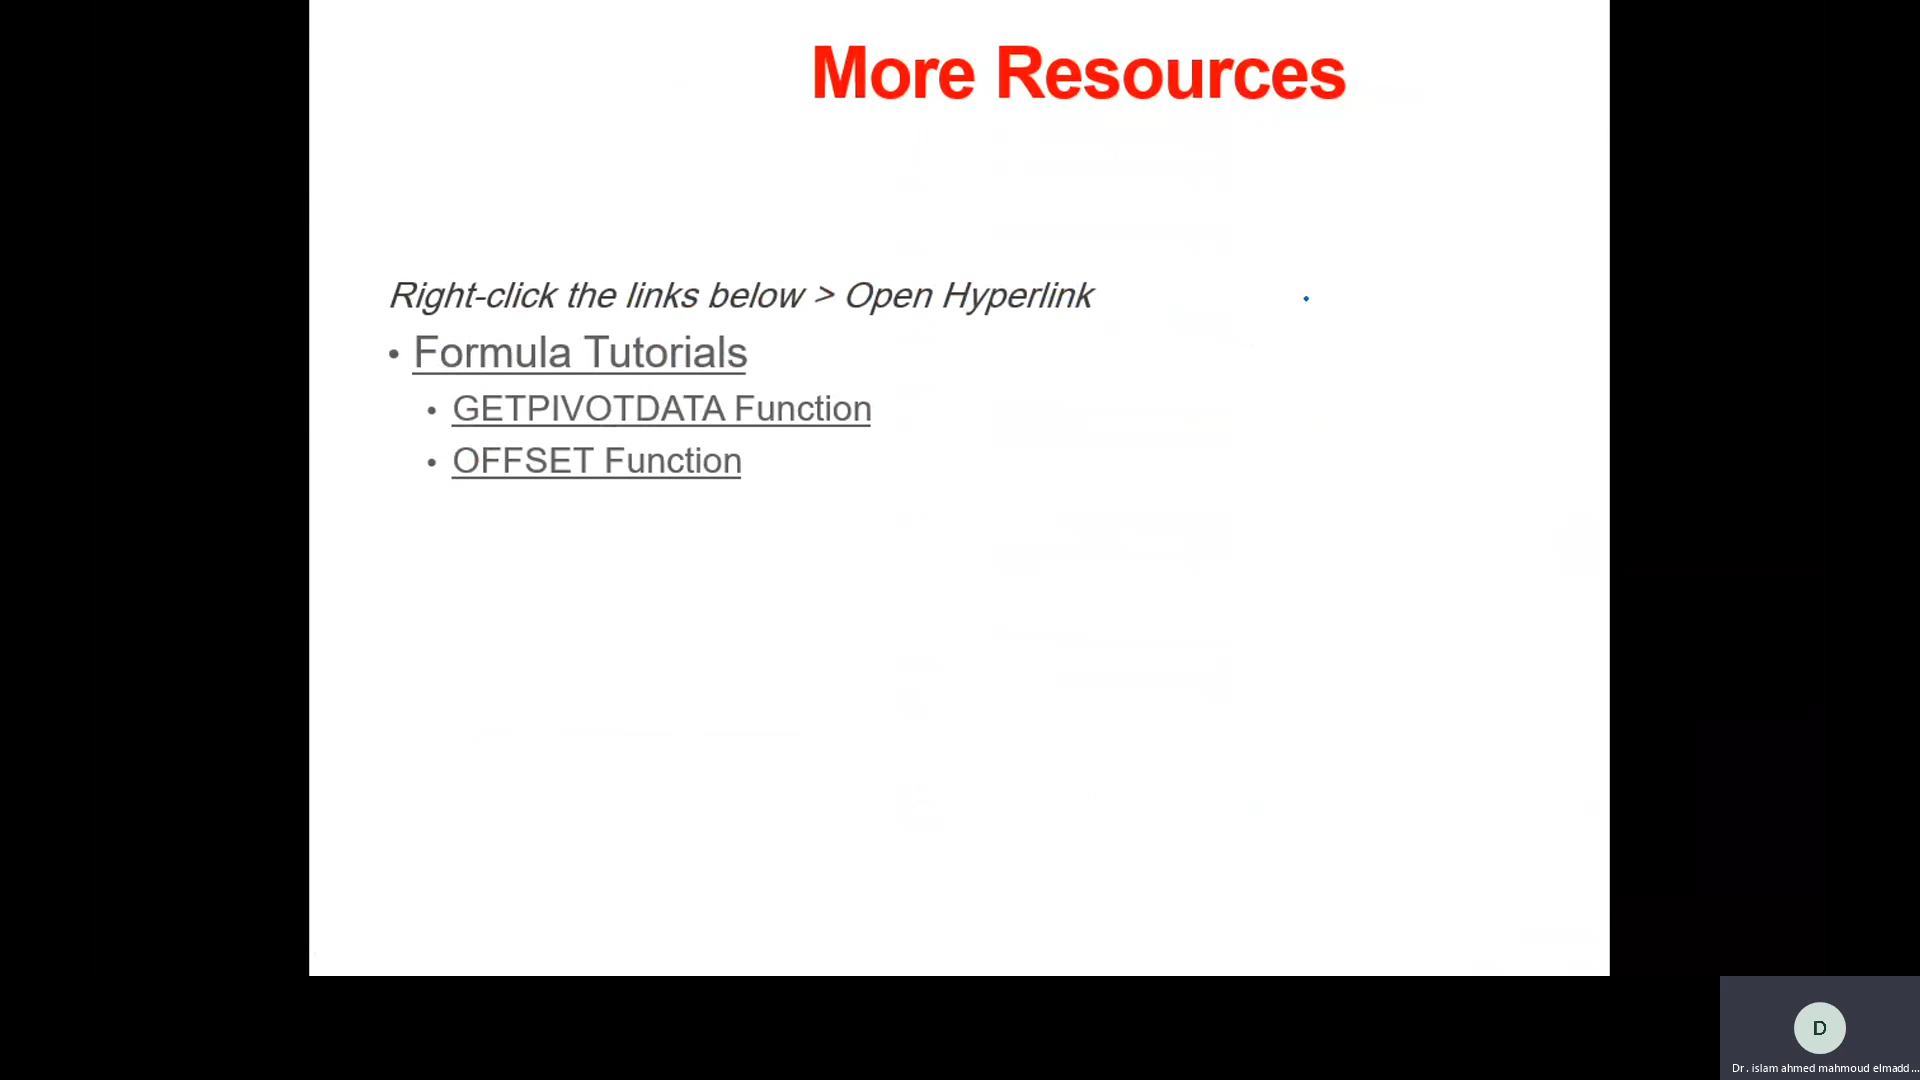 More Resources
Right-click the links below > Open Hyperlink
• Formula Tutorials
• GETPIVOTDATA Function
• OFFSET Function
D
Dr. islam ahmed mahmoud elmadd...